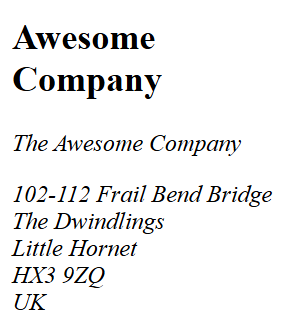 Awesome
Company
The Awesome Company
102-112 Frail Bend Bridge
The Dwindlings
Little Hornet
HX3 9ZQ
UK